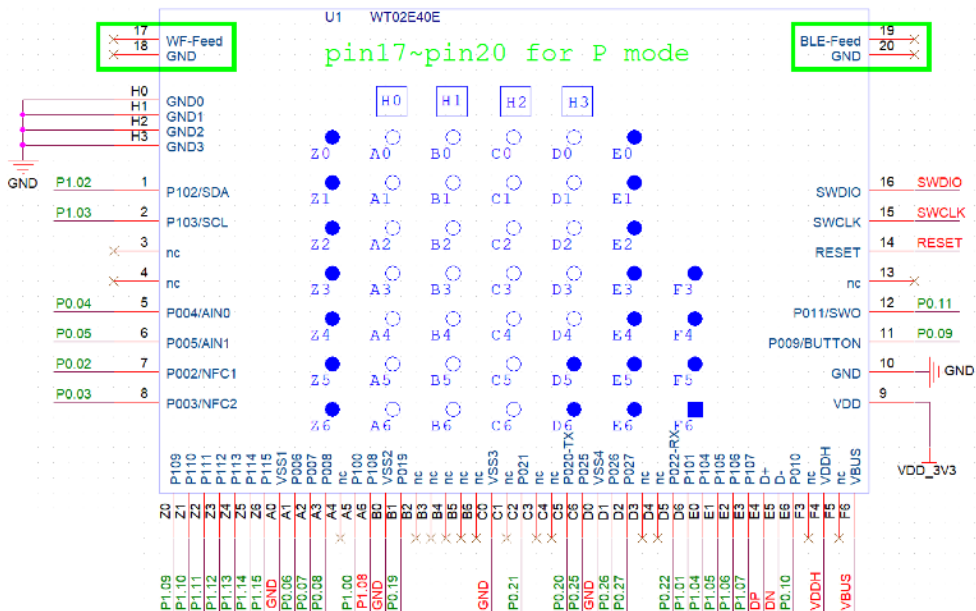 U1 WT02E40E
17 WF-Feed
18 GND
pin17~pin20 for P mode
BLE-Feed 19
GND 20
H0 GND0
H1 GND1
H2 GND2
H3 GND3
GND
H0 H1 H2 H3
Z0 A0 B0 C0 D0 E0
Z1 A1 B1 C1 D1 E1
Z2 A2 B2 C2 D2 E2
Z3 A3 B3 C3 D3 E3 F3
Z4 A4 B4 C4 D4 E4 F4
Z5 A5 B5 C5 D5 E5 F5
Z6 A6 B6 C6 D6 E6 F6
P1.02 1 P102/SDA
P1.03 2 P103/SCL
3 nc
4 nc
P0.04 5 P004/AIN0
P0.05 6 P005/AIN1
P0.02 7 P002/NFC1
P0.03 8 P003/NFC2
SWDIO 16 SWDIO
SWCLK 15 SWCLK
RESET 14 RESET
nc 13
P011/SWO 12 P0.11
P009/BUTTON 11 P0.09
GND 10 GND
VDD 9
VDD_3V3
P109 P110 P111 P112 P113 P114 P115 VSS1 P006 P007 P008 nc P100 P108 VSS2 P019 nc nc nc nc nc VSS3 nc P021 nc nc P020-TX P025 VSS4 P026 P027 nc nc P022-RX P101 P104 P105 P106 P107 D+ D- P010 nc VDDH nc VBUS
Z0 Z1 Z2 Z3 Z4 Z5 Z6 A0 A1 A2 A3 A4 A5 A6 B0 B1 B2 B3 B4 B5 B6 C0 C1 C2 C3 C4 C5 C6 D0 D1 D2 D3 D4 D5 D6 E0 E1 E2 E3 E4 E5 E6 F3 F4 F5 F6
P1.09 P1.10 P1.11 P1.12 P1.13 P1.14 P1.15 GND P0.06 P0.07 P0.08 P1.00 P1.08 GND P0.19 GND P0.21 P0.20 P0.25 GND P0.26 P0.27 P0.22 P1.01 P1.04 P1.05 P1.06 P1.07 DP DN P0.10 VDDH VBUS